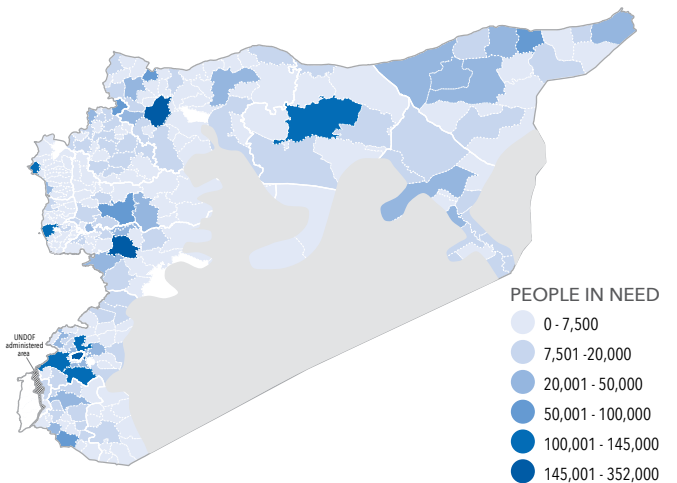 UNDOF
administered
area
PEOPLE IN NEED
0 - 7,500
7,501 -20,000
20,001 - 50,000
50,001 - 100,000
100,001 - 145,000
145,001 - 352,000